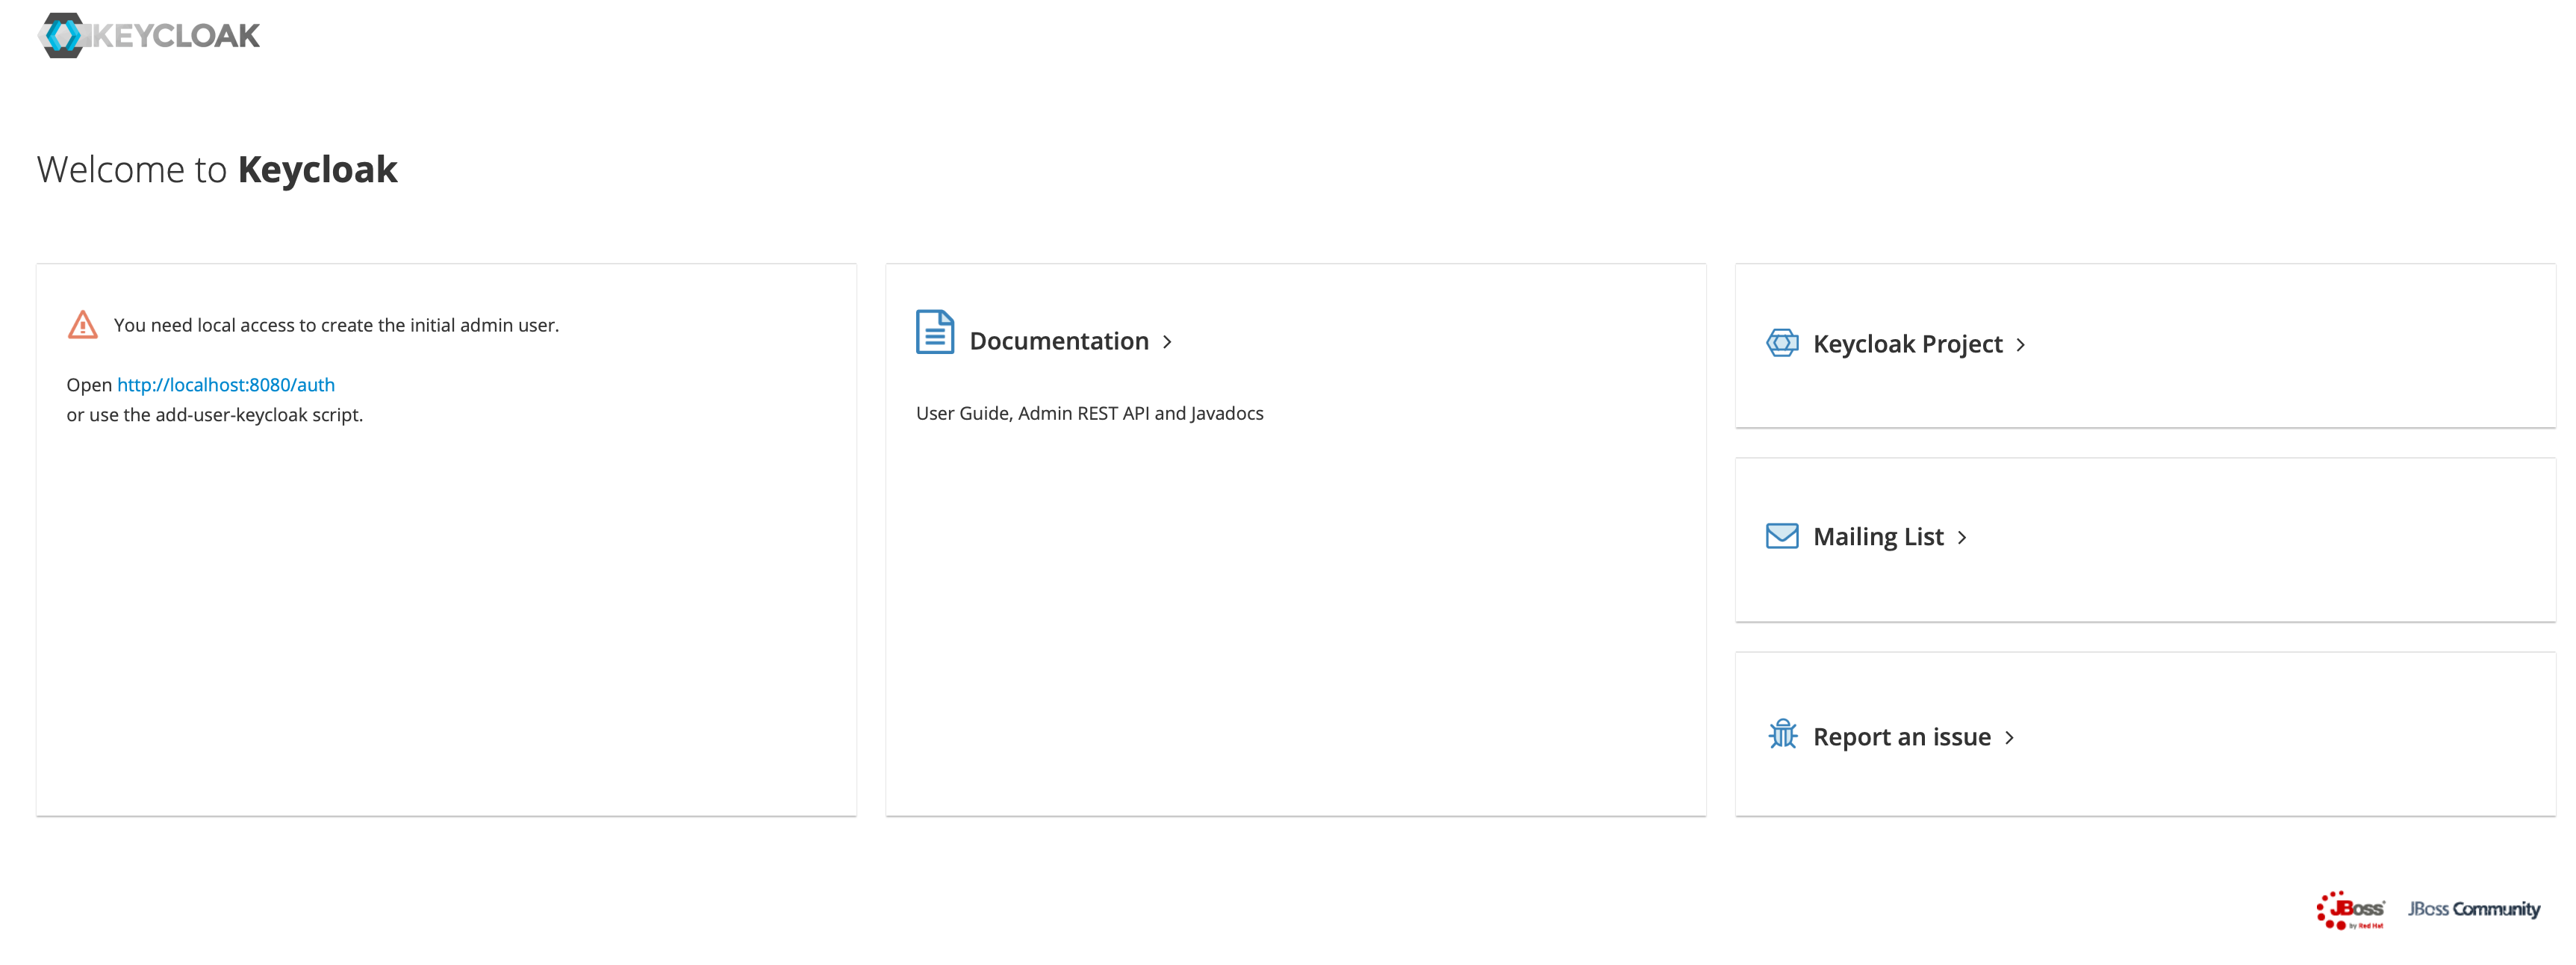 KEYCLOAK
Welcome to Keycloak
You need local access to create the initial admin user.
Open http://localhost:8080/auth
or use the add-user-keycloak script.
Documentation
User Guide, Admin REST API and Javadocs
Keycloak Project
Mailing List
Report an issue
JBoss
by Red Hat
JBoss Community